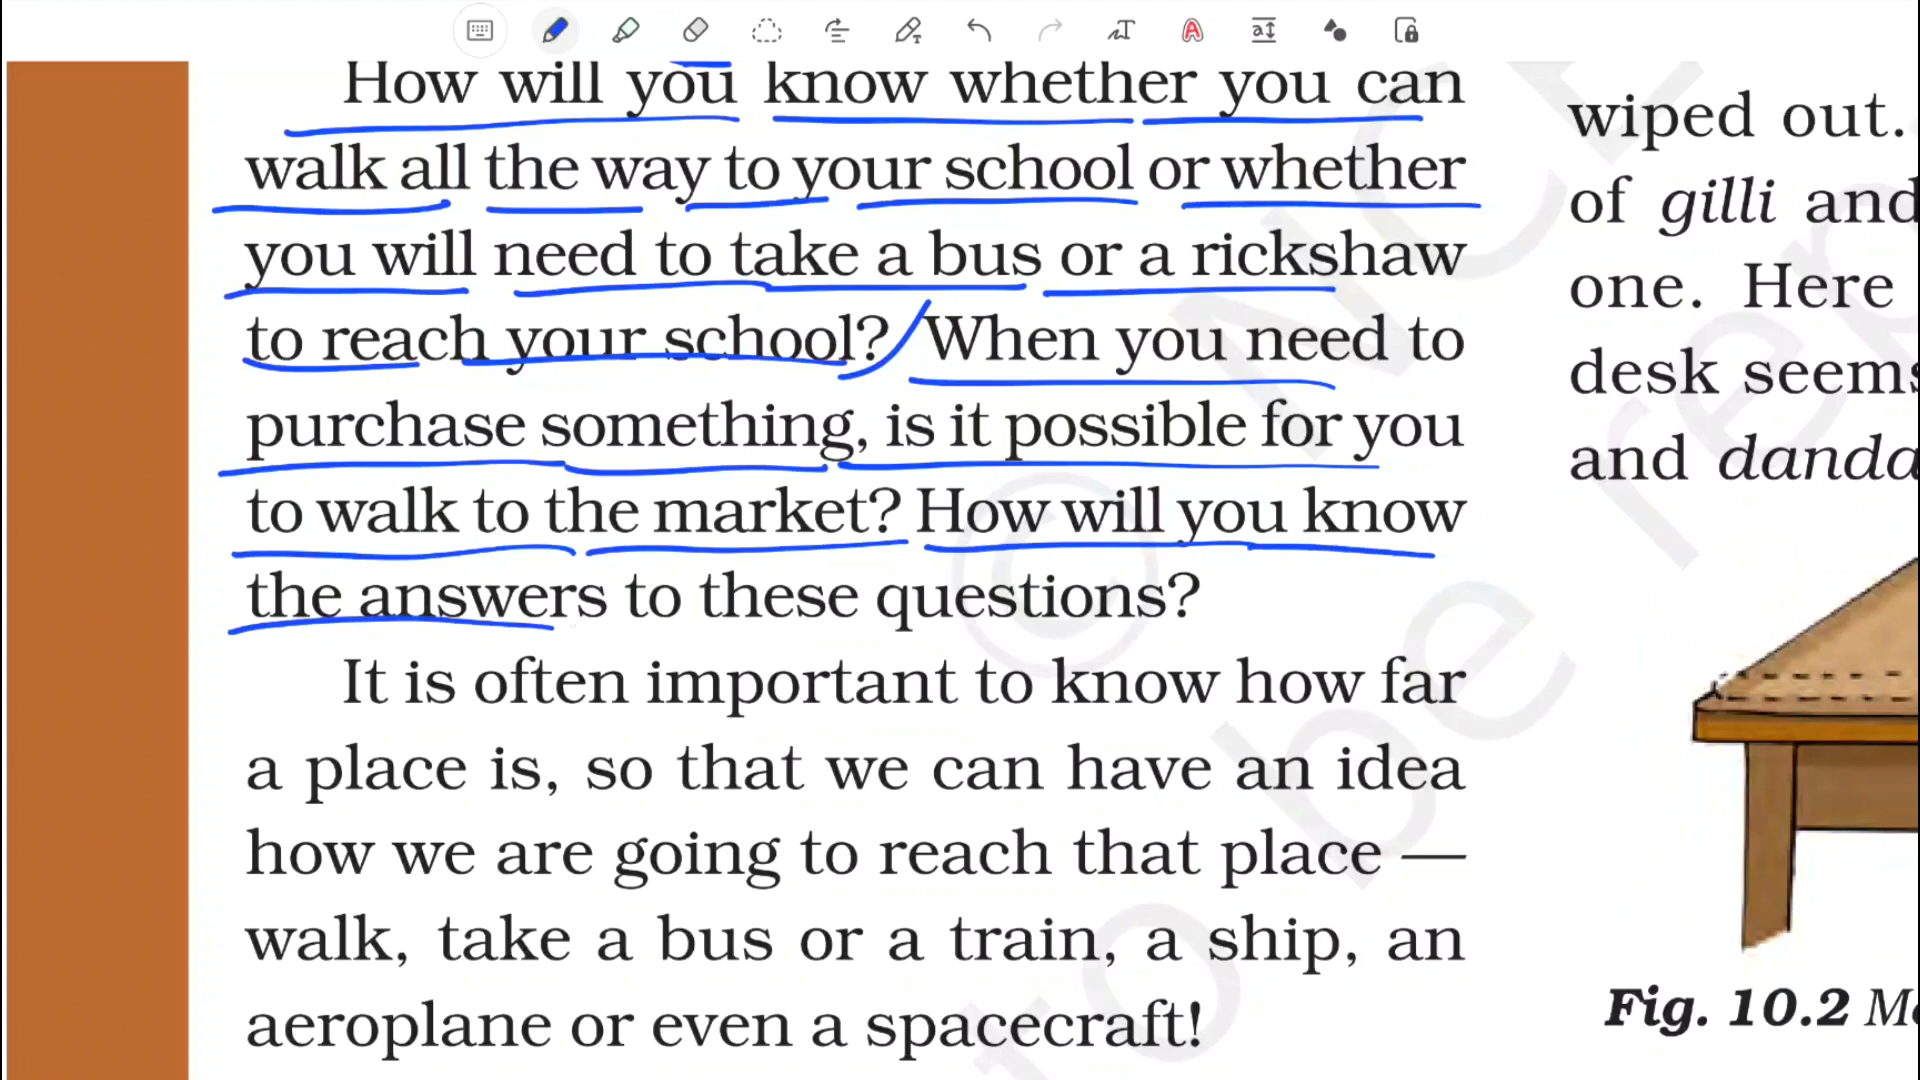 How will you know whether you can
walk all the way to your school or whether
you will need to take a bus or a rickshaw
to reach your school? When you need to
purchase something, is it possible for you
to walk to the market? How will you know
the answers to these questions?
It is often important to know how far
a place is, so that we can have an idea
how we are going to reach that place —
walk, take a bus or a train, a ship, an
aeroplane or even a spacecraft!
wiped out.
of gilli and
one. Here
desk seems
and danda
Fig. 10.2
© NCE
to be rep